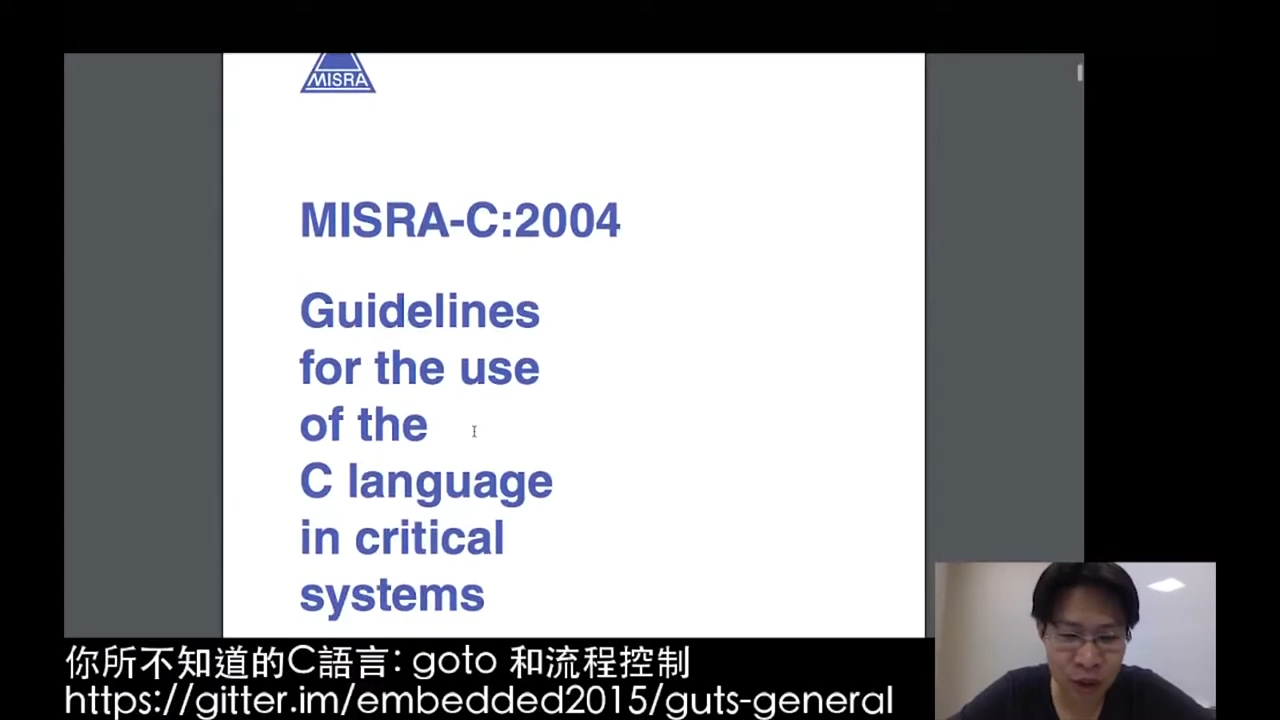 MISRA
MISRA-C:2004
Guidelines
for the use
of the
C language
in critical
systems
你所不知道的C語言: goto 和流程控制
https://gitter.im/embedded2015/guts-general